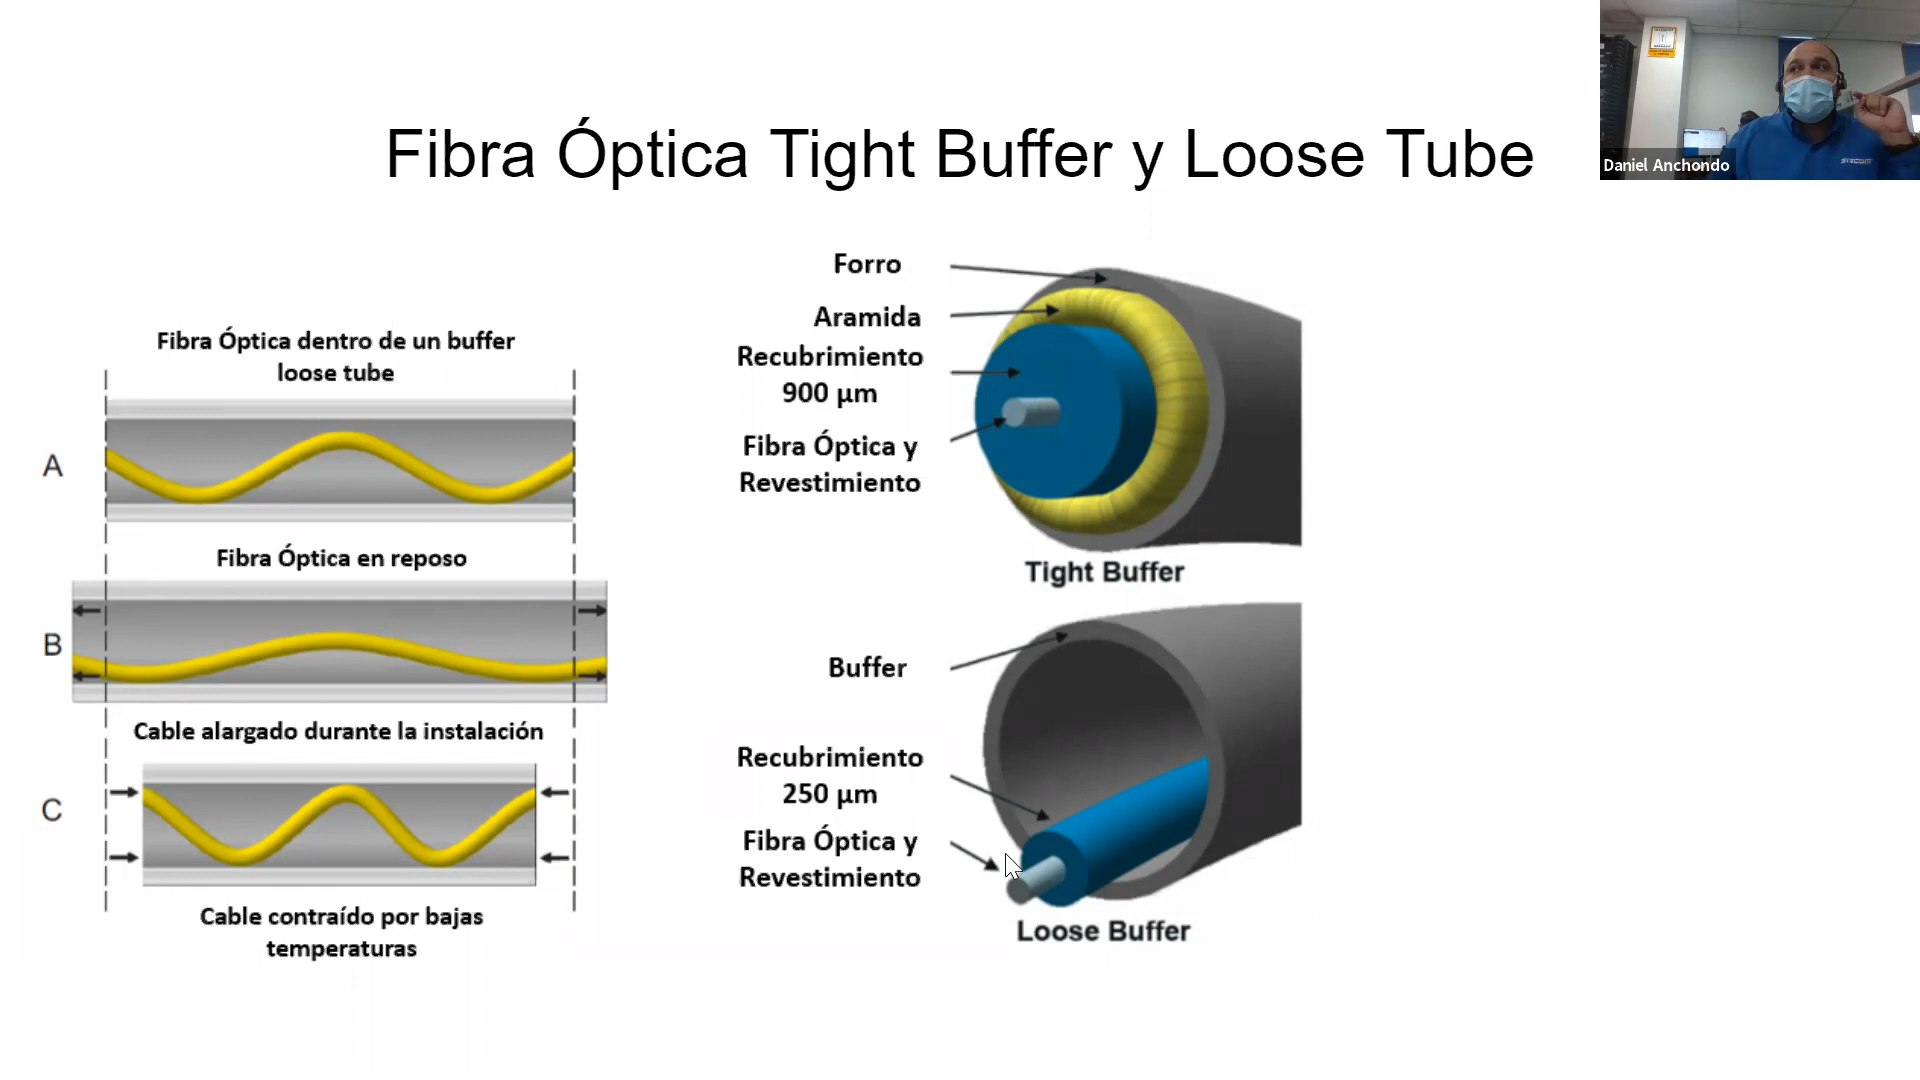 Fibra Óptica Tight Buffer y Loose Tube
Daniel Anchondo
Fibra Óptica dentro de un buffer
loose tube
A
Fibra Óptica en reposo
B
Cable alargado durante la instalación
C
Cable contraído por bajas
temperaturas
Forro
Aramida
Recubrimiento
900 µm
Fibra Óptica y
Revestimiento
Tight Buffer
Buffer
Recubrimiento
250 µm
Fibra Óptica y
Revestimiento
Loose Buffer